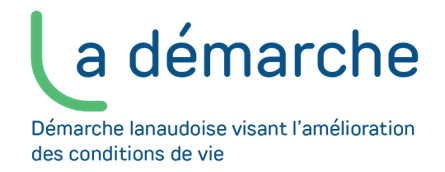 La démarche
Démarche lanaudoise visant l'amélioration
des conditions de vie